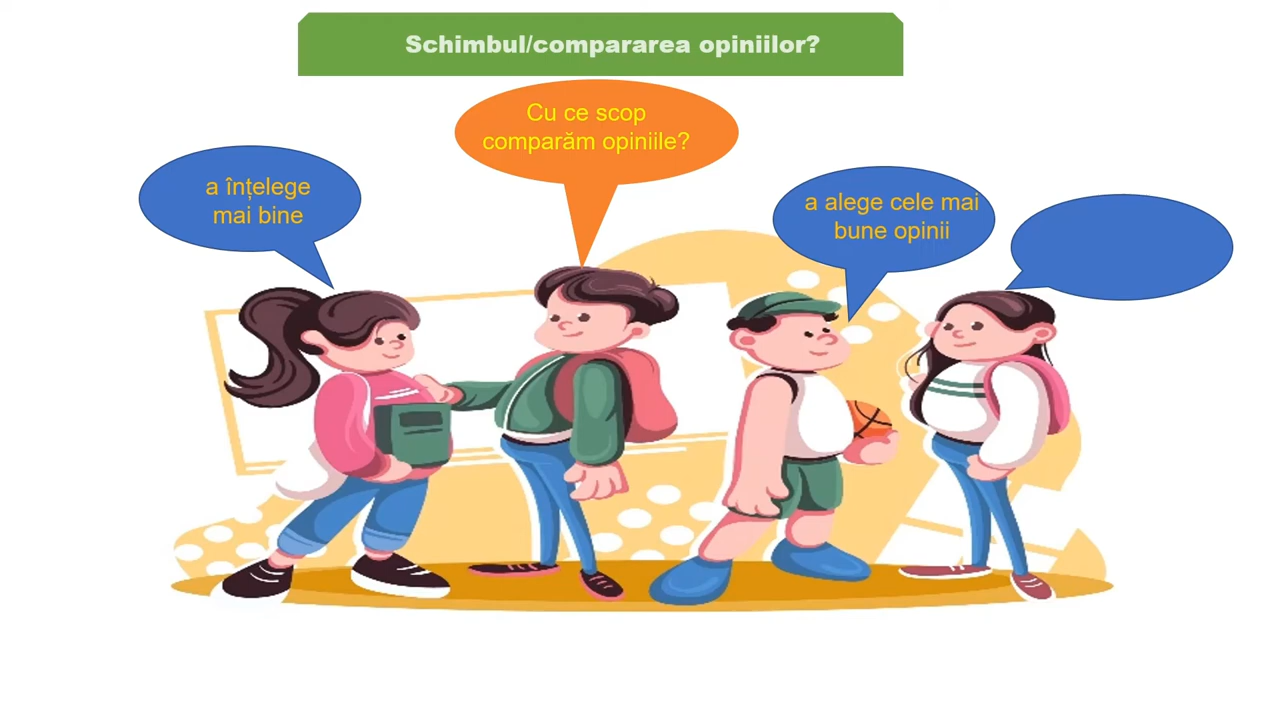 Schimbul/compararea opiniilor?
Cu ce scop
comparăm opiniile?
a înțelege
mai bine
a alege cele mai
bune opinii